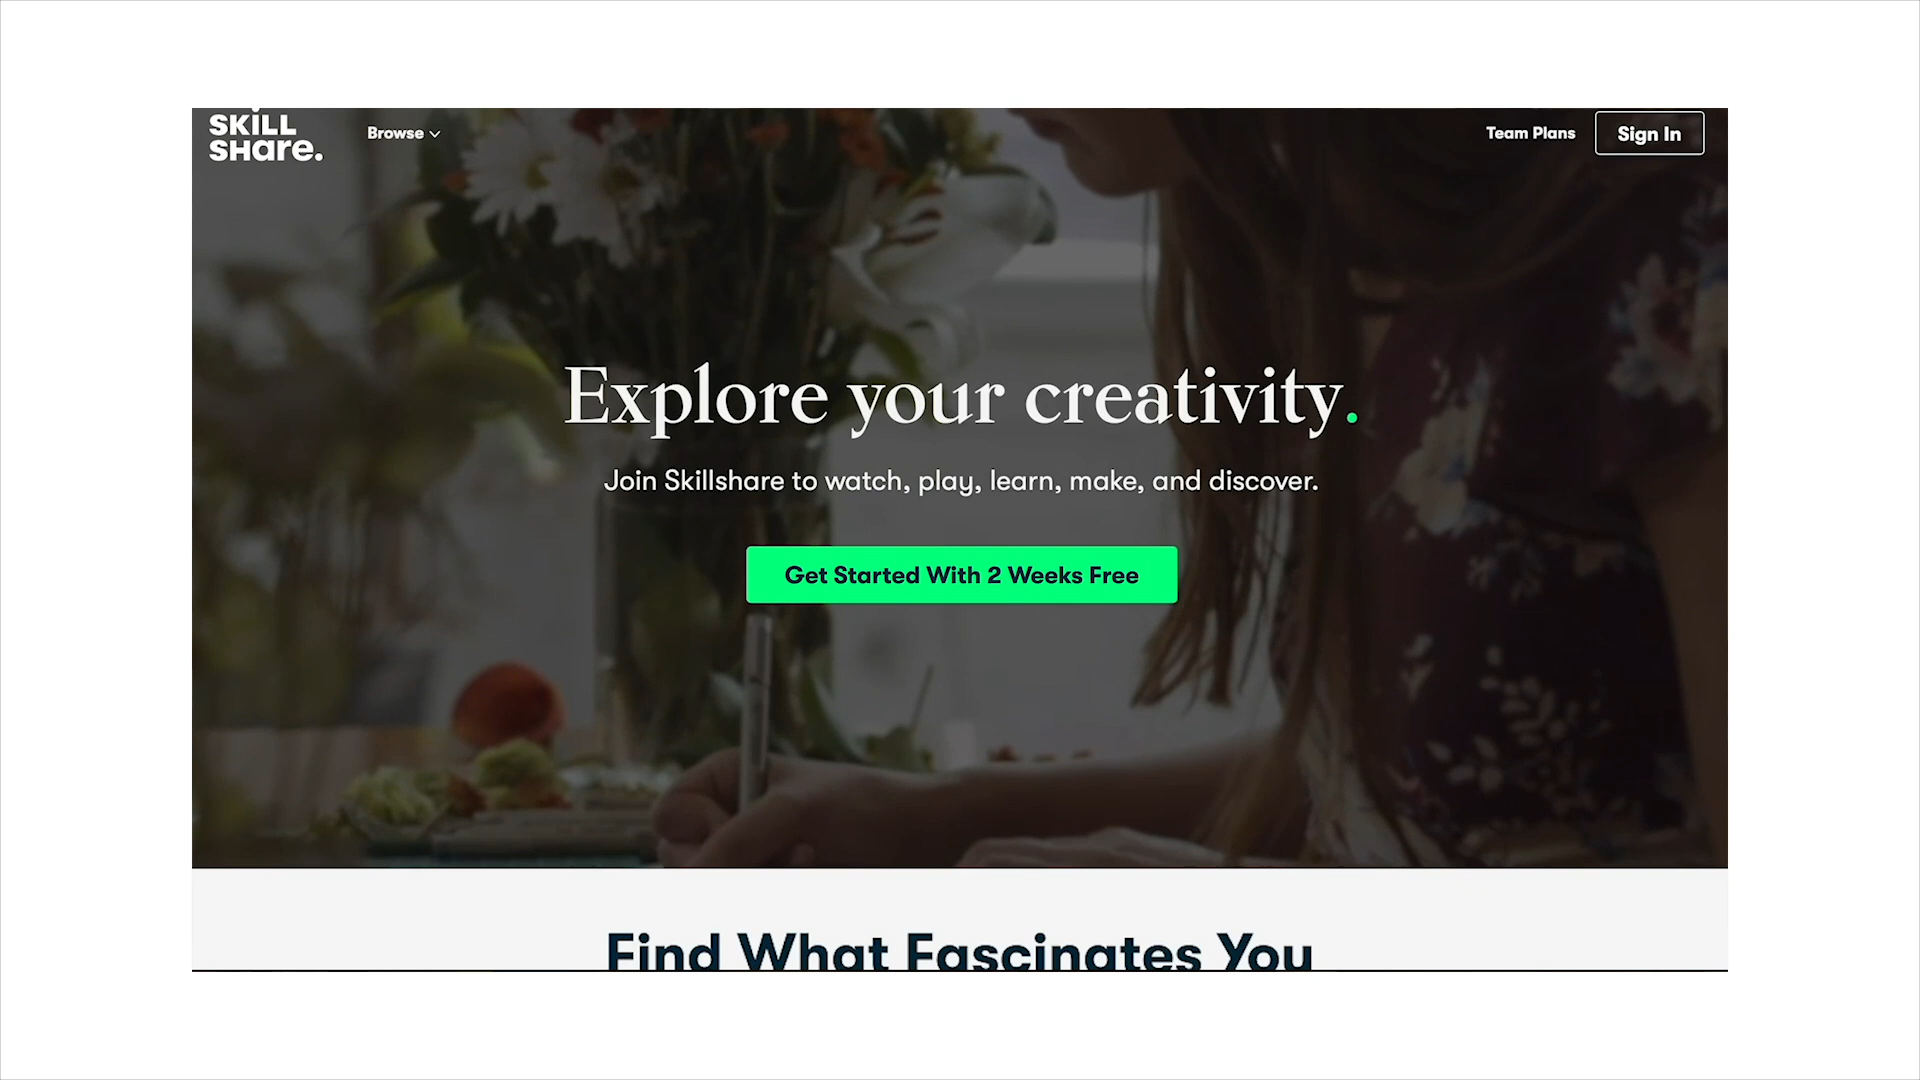 SKILL
SHare.
Browse
Team Plans
Sign In
Explore your creativity.
Join Skillshare to watch, play, learn, make, and discover.
Get Started With 2 Weeks Free
Find What Fascinates You